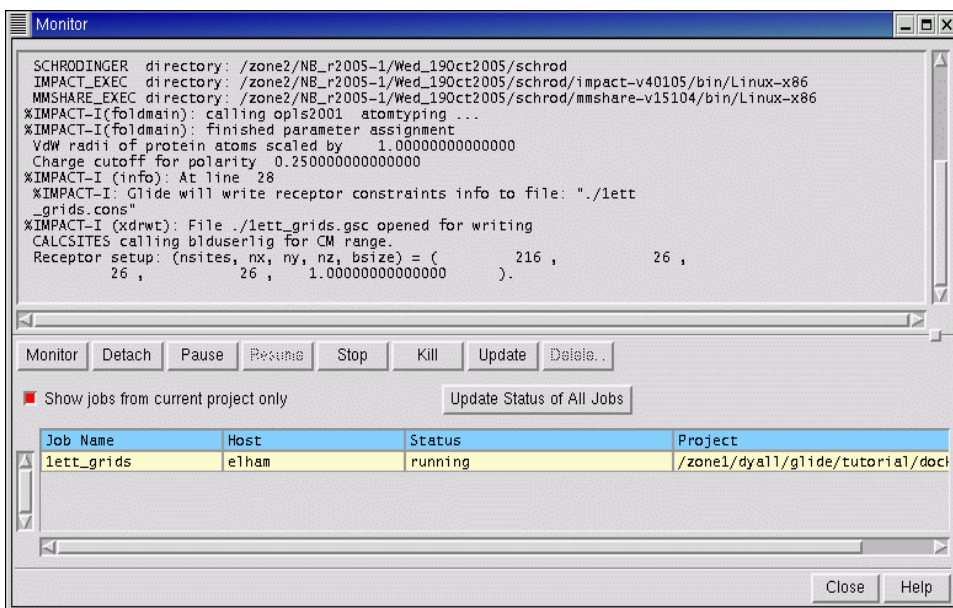 Monitor
SCHRODINGER directory: /zone2/NB_r2005-1/Wed_19Oct2005/schrod
IMPACT_EXEC directory: /zone2/NB_r2005-1/Wed_19Oct2005/schrod/impact-v40105/bin/Linux-x86
MMSHARE_EXEC directory: /zone2/NB_r2005-1/Wed_19Oct2005/schrod/mmshare-v15104/bin/Linux-x86
%IMPACT-I(foldmain): calling opls2001 atomtyping ...
%IMPACT-I(foldmain): finished parameter assignment
VdW radii of protein atoms scaled by 1.00000000000000
Charge cutoff for polarity 0.250000000000000
%IMPACT-I (info): At line 28
%IMPACT-I: Glide will write receptor constraints info to file: "./1ett
_grids.cons"
%IMPACT-I (xdrwt): File ./1ett_grids.gsc opened for writing
CALCSITES calling blduserlig for CM range.
Receptor setup: (nsites, nx, ny, nz, bsize) = ( 216 , 26 ,
26 , 26 , 1.00000000000000 ).
Monitor Detach Pause Resume Stop Kill Update Delete...
Show jobs from current project only Update Status of All Jobs
Job Name Host Status Project
1ett_grids elham running /zone1/dyall/glide/tutorial/dock
Close Help